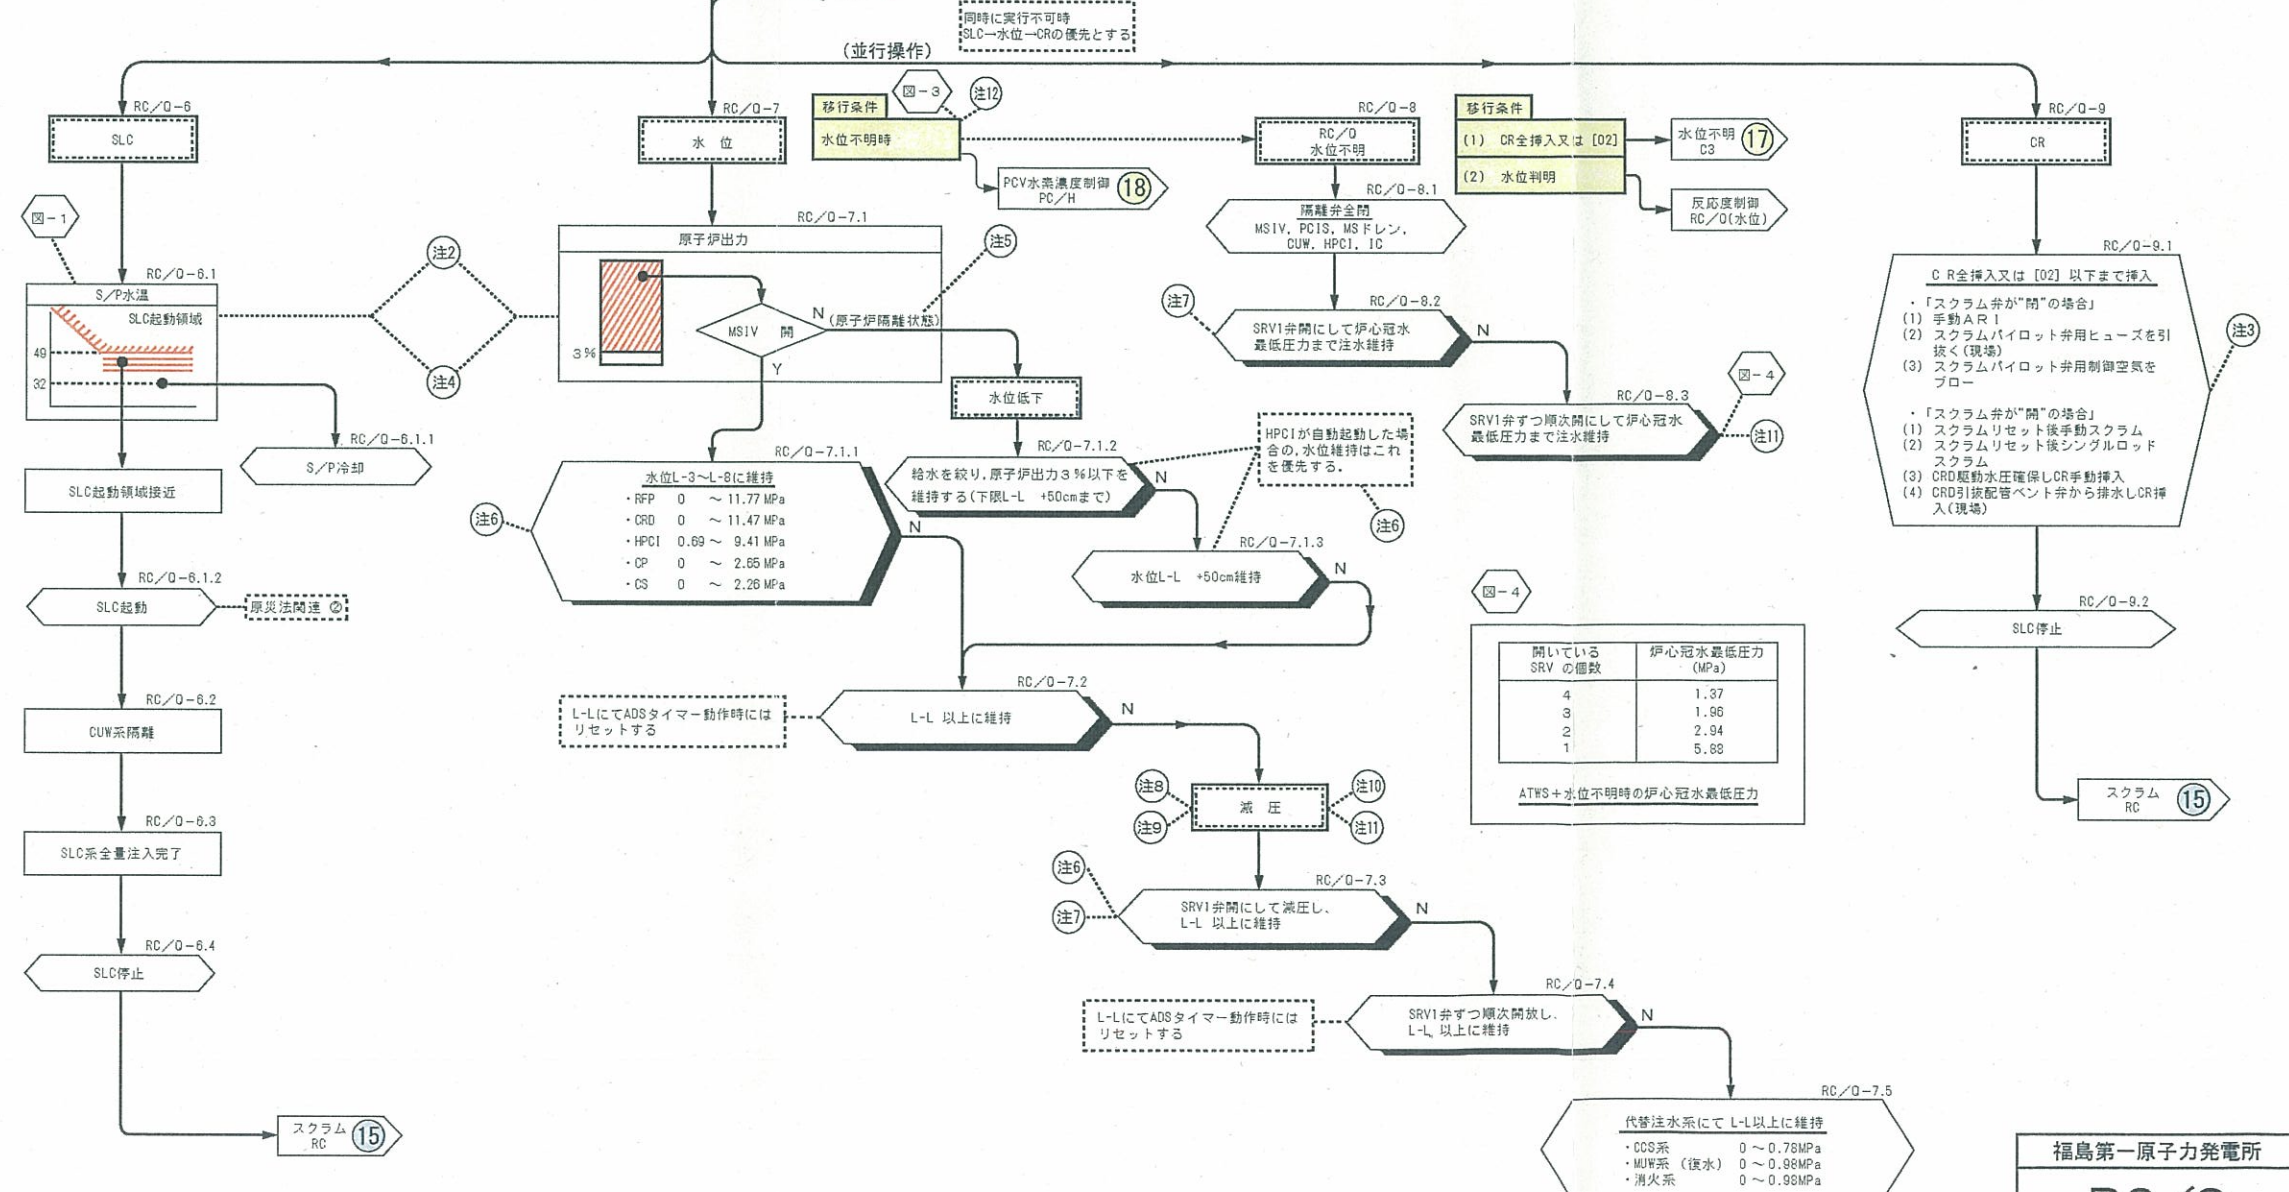 同時に実行不可時
SLC→水位→CRの優先とする
(並行操作)
RC/Q-6
SLC
図-1
RC/Q-6.1
S/P水温
SLC起動領域
49
32
RC/Q-6.1.1
S/P冷却
SLC起動領域接近
RC/Q-6.1.2
SLC起動
原災法関連 ②
RC/Q-6.2
CUW系隔離
RC/Q-6.3
SLC系全量注入完了
RC/Q-6.4
SLC停止
スクラム
RC
15
注2
注4
RC/Q-7
水 位
移行条件
水位不明時
図-3
注12
PCV水素濃度制御
PC/H
18
RC/Q-7.1
原子炉出力
3%
MSIV 開
N
(原子炉隔離状態)
Y
注5
水位低下
RC/Q-7.1.1
水位L-3~L-8に維持
・RFP 0 ~ 11.77 MPa
・CRD 0 ~ 11.47 MPa
・HPCI 0.69 ~ 9.41 MPa
・CP 0 ~ 2.65 MPa
・CS 0 ~ 2.26 MPa
注6
N
RC/Q-7.1.2
給水を絞り,原子炉出力3%以下を
維持する(下限L-L +50cmまで)
N
HPCIが自動起動した場
合の,水位維持はこれ
を優先する.
注6
RC/Q-7.1.3
水位L-L +50cm維持
N
RC/Q-7.2
L-L 以上に維持
N
L-LにてADSタイマー動作時には
リセットする
注8
注9
減 圧
注10
注11
RC/Q-7.3
SRV1弁開にして減圧し,
L-L 以上に維持
N
注6
注7
RC/Q-7.4
SRV1弁ずつ順次開放し,
L-L 以上に維持
N
L-LにてADSタイマー動作時には
リセットする
RC/Q-7.5
代替注水系にて L-L以上に維持
・CCS系 0 ~ 0.78MPa
・MUW系 (復水) 0 ~ 0.98MPa
・消火系 0 ~ 0.98MPa
RC/Q-8
RC/Q
水位不明
移行条件
(1) CR全挿入又は [02]
(2) 水位判明
水位不明
C3
17
反応度制御
RC/Q(水位)
RC/Q-8.1
隔離弁全閉
MSIV, PCIS, MSドレン,
CUW, HPCI, IC
RC/Q-8.2
SRV1弁開にして炉心冠水
最低圧力まで注水維持
N
注7
RC/Q-8.3
SRV1弁ずつ順次開にして炉心冠水
最低圧力まで注水維持
図-4
注11
図-4
開いている
SRV の個数
炉心冠水最低圧力
(MPa)
4 1.37
3 1.96
2 2.94
1 5.88
ATWS+水位不明時の炉心冠水最低圧力
RC/Q-9
CR
RC/Q-9.1
CR全挿入又は [02] 以下まで挿入
・「スクラム弁が"閉"の場合」
(1) 手動ARI
(2) スクラムパイロット弁用ヒューズを引
抜く(現場)
(3) スクラムパイロット弁用制御空気を
ブロー
・「スクラム弁が"開"の場合」
(1) スクラムリセット後手動スクラム
(2) スクラムリセット後シングルロッド
スクラム
(3) CRD駆動水圧確保しCR手動挿入
(4) CRD引抜配管ベント弁から排水しCR挿
入(現場)
注3
RC/Q-9.2
SLC停止
スクラム
RC
15
福島第一原子力発電所